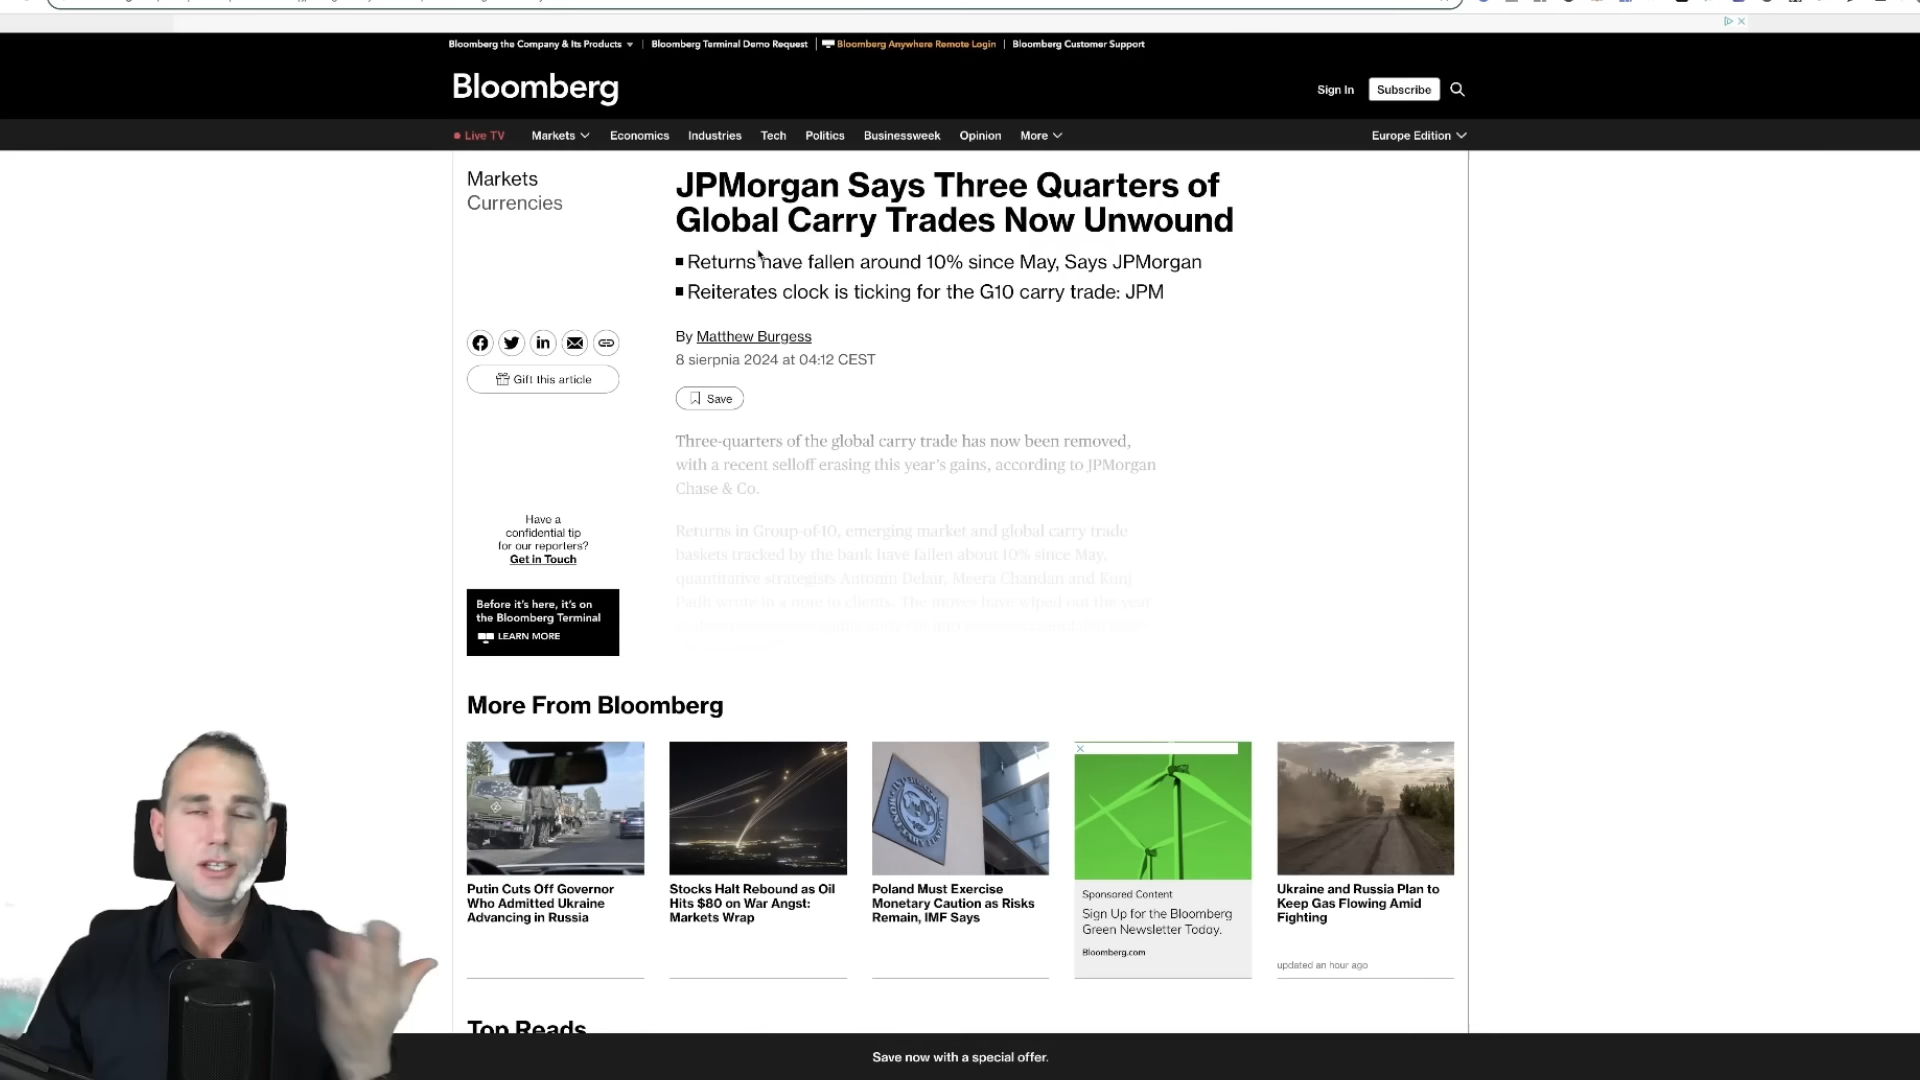 Bloomberg the Company & Its Products
Bloomberg Terminal Demo Request
Bloomberg Anywhere Remote Login
Bloomberg Customer Support
Bloomberg
Sign In
Subscribe
Live TV
Markets
Economics
Industries
Tech
Politics
Businessweek
Opinion
More
Europe Edition
Markets
Currencies
JPMorgan Says Three Quarters of
Global Carry Trades Now Unwound
Returns have fallen around 10% since May, Says JPMorgan
Reiterates clock is ticking for the G10 carry trade: JPM
By Matthew Burgess
8 sierpnia 2024 at 04:12 CEST
Gift this article
Save
Three-quarters of the global carry trade has now been removed,
with a recent selloff erasing this year's gains, according to JPMorgan
Chase & Co.
Returns in Group-of-10, emerging market and global carry trade
baskets tracked by the bank have fallen about 10% since May,
quantitative strategists Antonin Delair, Meera Chandan and Kunj
Padh wrote in a note to clients. The moves have wiped out the year
Have a
confidential tip
for our reporters?
Get in Touch
Before it's here, it's on
the Bloomberg Terminal
LEARN MORE
More From Bloomberg
Putin Cuts Off Governor
Who Admitted Ukraine
Advancing in Russia
Stocks Halt Rebound as Oil
Hits $80 on War Angst:
Markets Wrap
Poland Must Exercise
Monetary Caution as Risks
Remain, IMF Says
Sponsored Content
Sign Up for the Bloomberg
Green Newsletter Today.
Bloomberg.com
Ukraine and Russia Plan to
Keep Gas Flowing Amid
Fighting
updated an hour ago
Top Reads
Save now with a special offer.